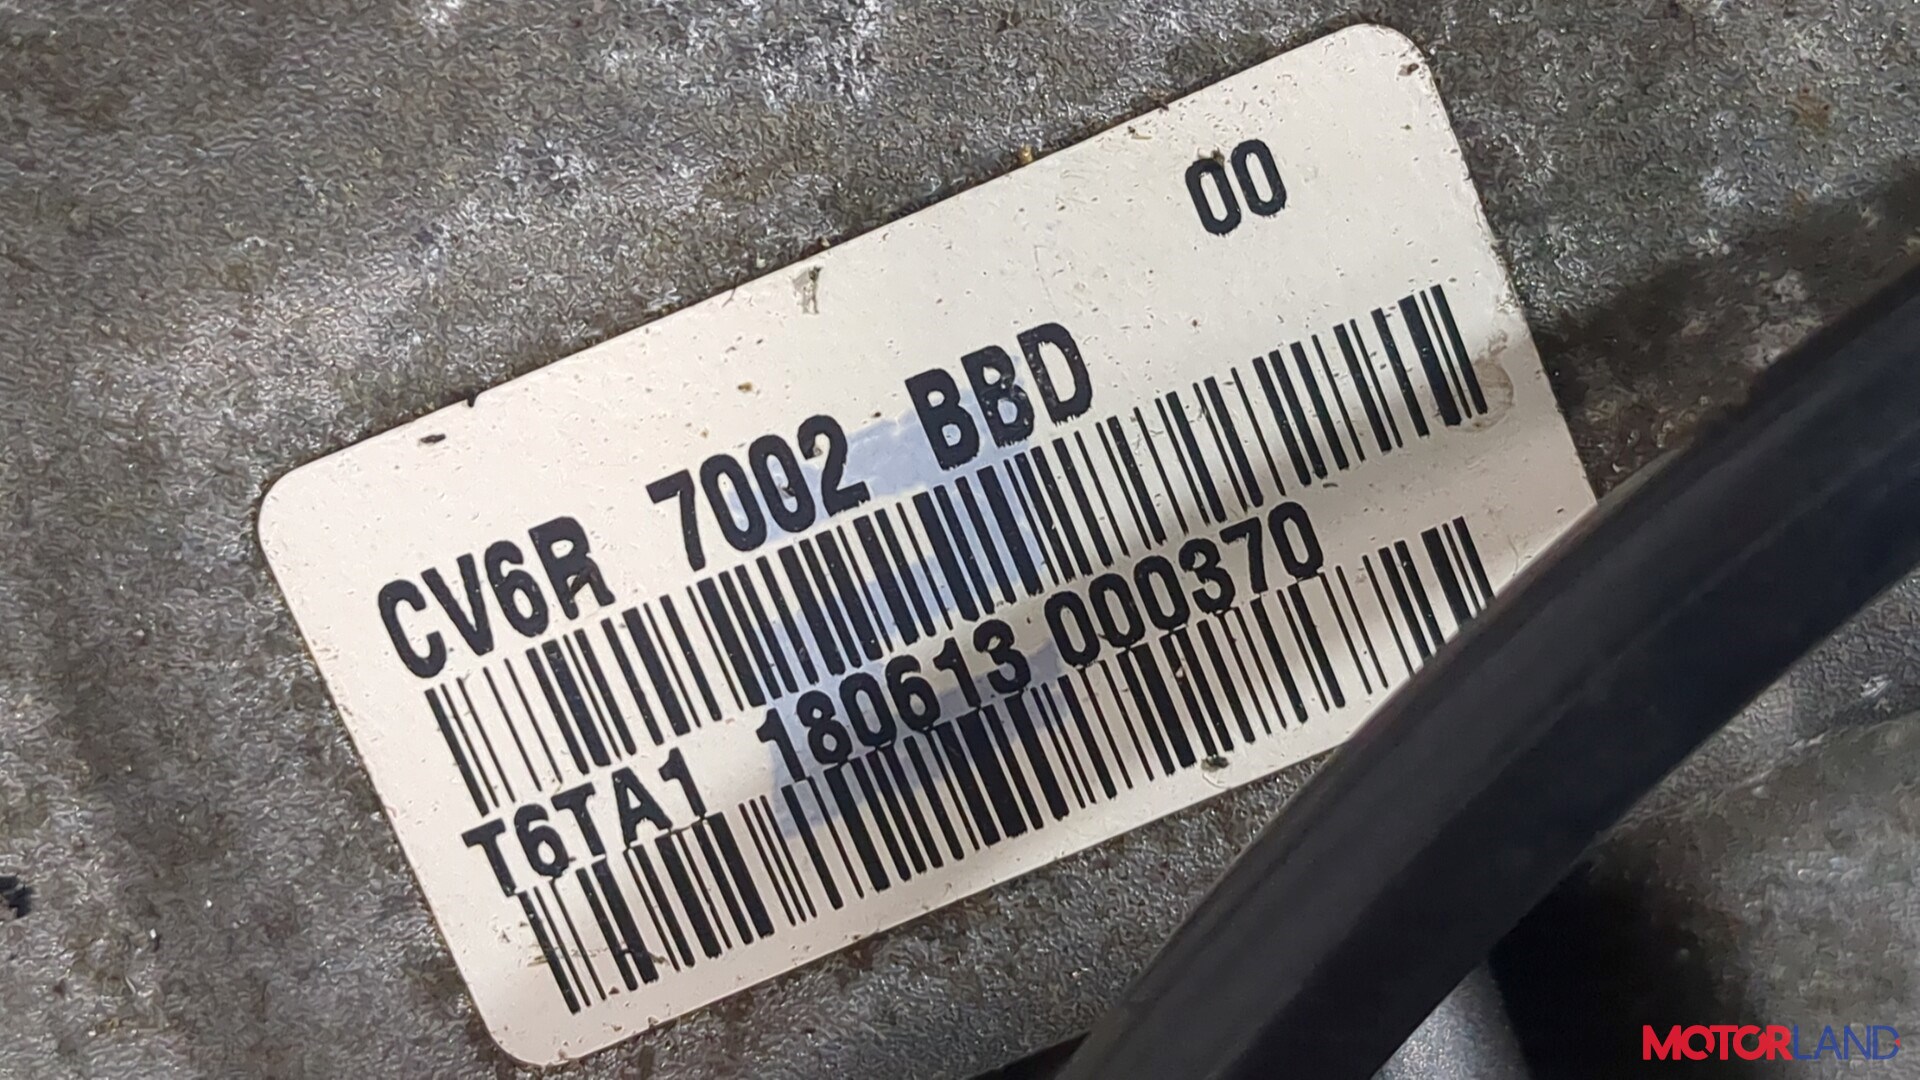 00
CV6R 7002 BBD
T6TA1 180613 000370
MOTORLAND